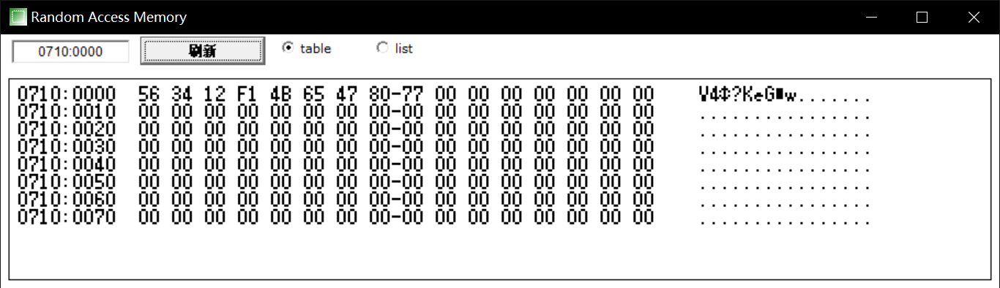 Random Access Memory
0710:0000 刷新 table list
0710:0000 56 34 12 F1 4B 65 47 80-77 00 00 00 00 00 00 00 V4↕?KeG■w.......
0710:0010 00 00 00 00 00 00 00 00-00 00 00 00 00 00 00 00 ................
0710:0020 00 00 00 00 00 00 00 00-00 00 00 00 00 00 00 00 ................
0710:0030 00 00 00 00 00 00 00 00-00 00 00 00 00 00 00 00 ................
0710:0040 00 00 00 00 00 00 00 00-00 00 00 00 00 00 00 00 ................
0710:0050 00 00 00 00 00 00 00 00-00 00 00 00 00 00 00 00 ................
0710:0060 00 00 00 00 00 00 00 00-00 00 00 00 00 00 00 00 ................
0710:0070 00 00 00 00 00 00 00 00-00 00 00 00 00 00 00 00 ................